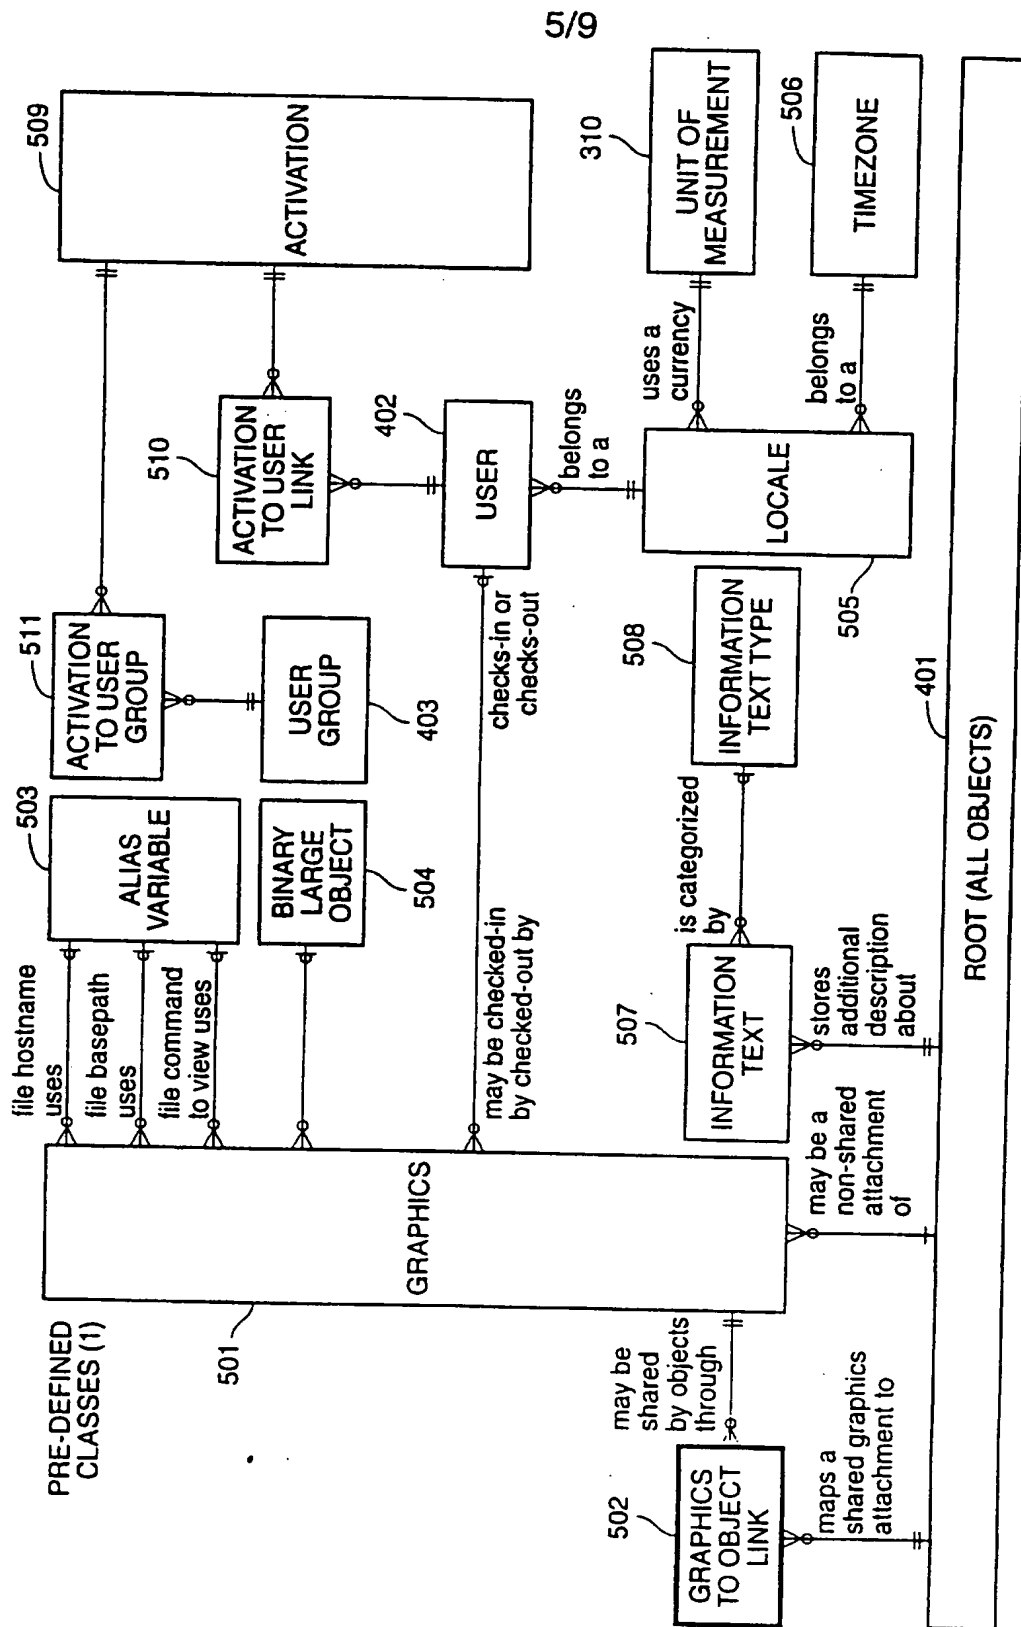 5/9
PRE-DEFINED
CLASSES (1)
501
GRAPHICS
file hostname
uses
file basepath
uses
file command
to view uses
503
ALIAS
VARIABLE
BINARY
LARGE
OBJECT
504
511
ACTIVATION
TO USER
GROUP
USER
GROUP
403
510
ACTIVATION
TO USER
LINK
509
ACTIVATION
402
USER
may be checked-in
by checked-out by
checks-in or
checks-out
belongs
to a
LOCALE
505
uses a
currency
310
UNIT OF
MEASUREMENT
belongs
to a
506
TIMEZONE
508
INFORMATION
TEXT TYPE
is categorized
by
507
INFORMATION
TEXT
stores
additional
description
about
may be a
non-shared
attachment
of
may be
shared
by objects
through
502
GRAPHICS
TO OBJECT
LINK
maps a
shared graphics
attachment to
401
ROOT (ALL OBJECTS)